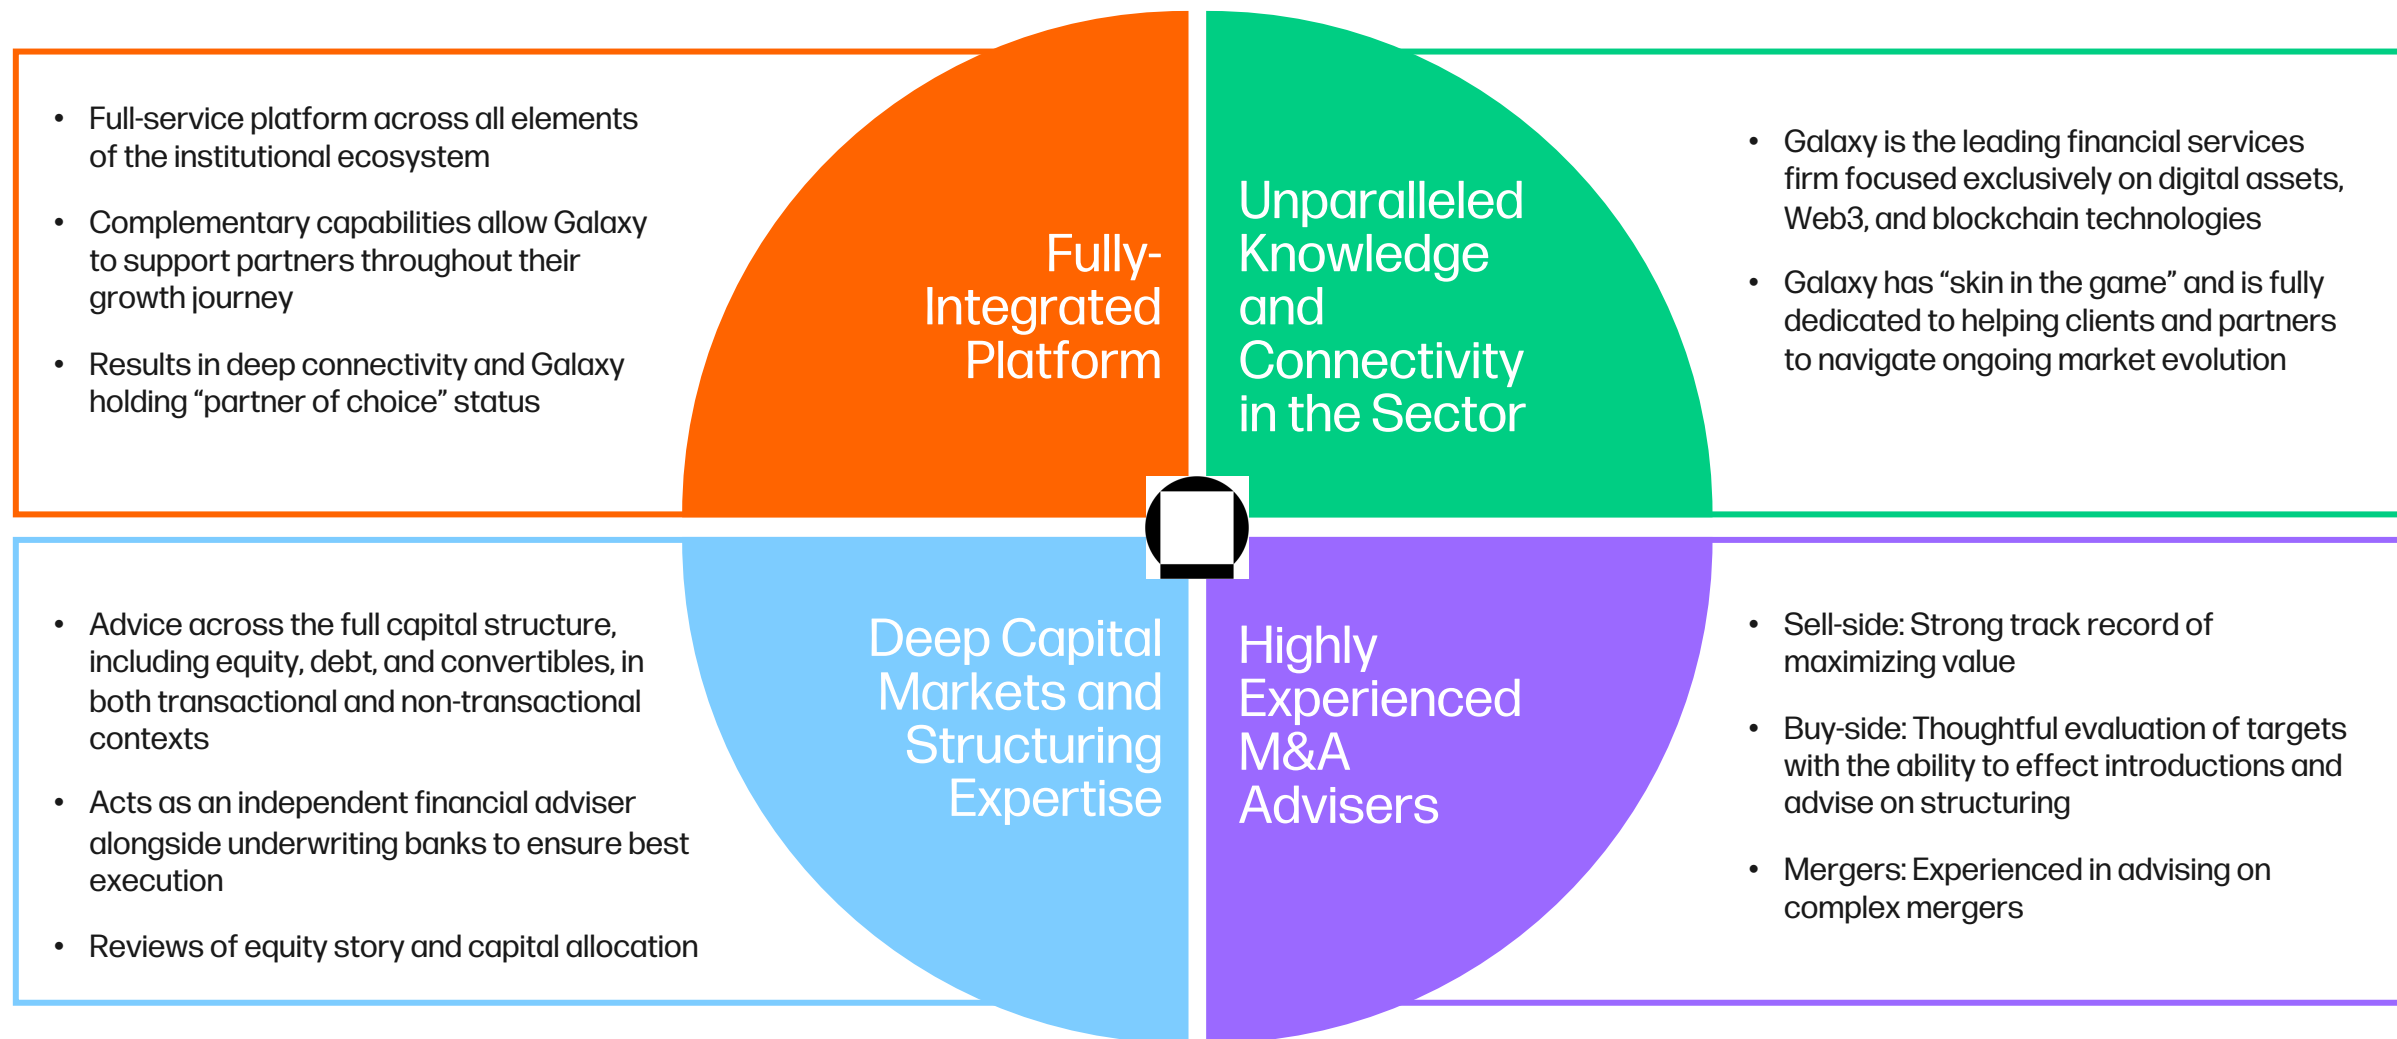 • Full-service platform across all elements
of the institutional ecosystem
• Complementary capabilities allow Galaxy
to support partners throughout their
growth journey
• Results in deep connectivity and Galaxy
holding “partner of choice” status
Fully-
Integrated
Platform
Unparalleled
Knowledge
and
Connectivity
in the Sector
• Galaxy is the leading financial services
firm focused exclusively on digital assets,
Web3, and blockchain technologies
• Galaxy has “skin in the game” and is fully
dedicated to helping clients and partners
to navigate ongoing market evolution
• Advice across the full capital structure,
including equity, debt, and convertibles, in
both transactional and non-transactional
contexts
• Acts as an independent financial adviser
alongside underwriting banks to ensure best
execution
• Reviews of equity story and capital allocation
Deep Capital
Markets and
Structuring
Expertise
Highly
Experienced
M&A
Advisers
• Sell-side: Strong track record of
maximizing value
• Buy-side: Thoughtful evaluation of targets
with the ability to effect introductions and
advise on structuring
• Mergers: Experienced in advising on
complex mergers